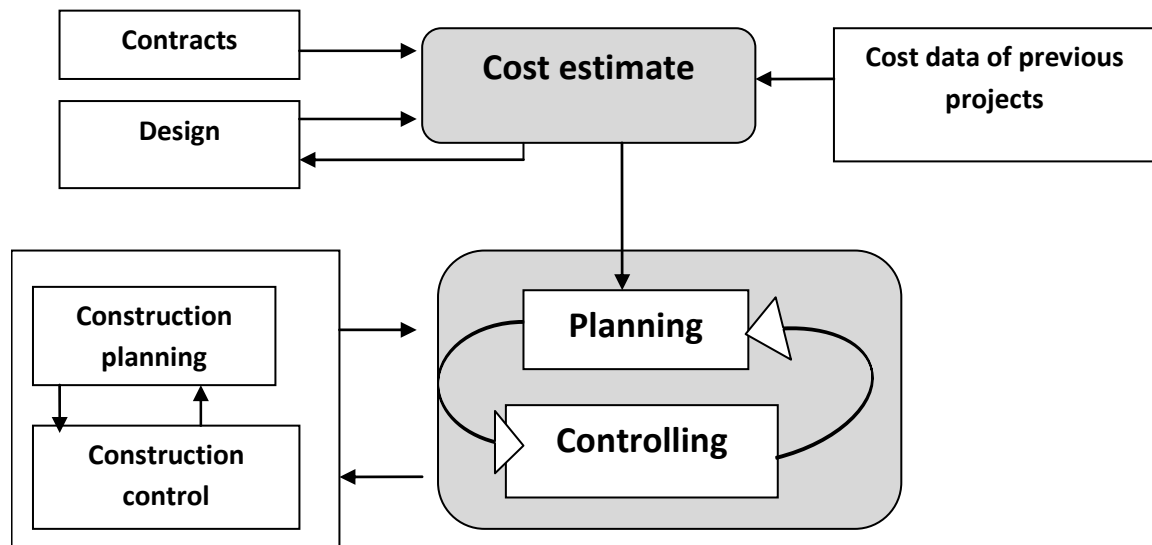 Contracts
Cost estimate
Cost data of previous
projects
Design
Construction
planning
Planning
Construction
control
Controlling